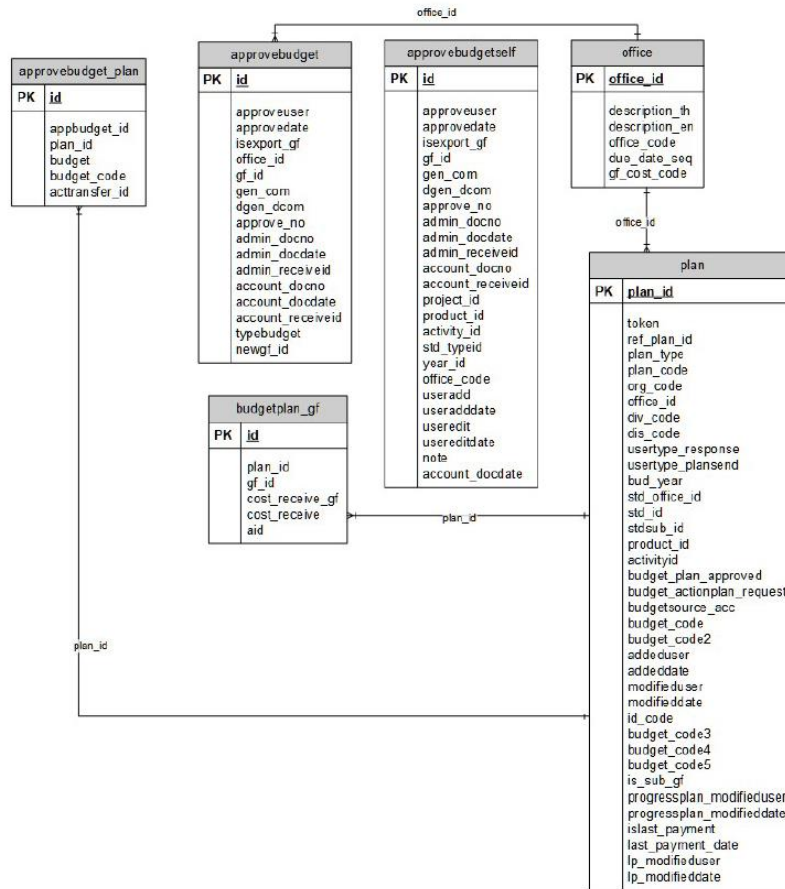 office_id
approvebudget_plan
PK id
appbudget_id
plan_id
budget
budget_code
acttransfer_id
approvebudget
PK id
approveuser
approvedate
isexport_gf
office_id
gf_id
gen_com
dgen_dcom
approve_no
admin_docno
admin_docdate
admin_receiveid
account_docno
account_docdate
account_receiveid
typebudget
newgf_id
approvebudgetself
PK id
approveuser
approvedate
isexport_gf
gf_id
gen_com
dgen_dcom
approve_no
admin_docno
admin_docdate
admin_receiveid
account_docno
account_receiveid
project_id
product_id
activity_id
std_typeid
year_id
office_code
useradd
useradddate
useredit
usereditdate
note
account_docdate
office
PK office_id
description_th
description_en
office_code
due_date_seq
gf_cost_code
office_id
budgetplan_gf
PK id
plan_id
gf_id
cost_receive_gf
cost_receive
aid
plan_id
plan_id
plan
PK plan_id
token
ref_plan_id
plan_type
plan_code
org_code
office_id
div_code
dis_code
usertype_response
usertype_plansend
bud_year
std_office_id
std_id
stdsub_id
product_id
activityid
budget_plan_approved
budget_actionplan_request
budgetsource_acc
budget_code
budget_code2
addeduser
addeddate
modifieduser
modifieddate
id_code
budget_code3
budget_code4
budget_code5
is_sub_gf
progressplan_modifieduser
progressplan_modifieddate
islast_payment
last_payment_date
lp_modifieduser
lp_modifieddate